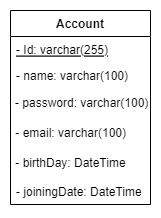 Account
- Id: varchar(255)
- name: varchar(100)
- password: varchar(100)
- email: varchar(100)
- birthDay: DateTime
- joiningDate: DateTime